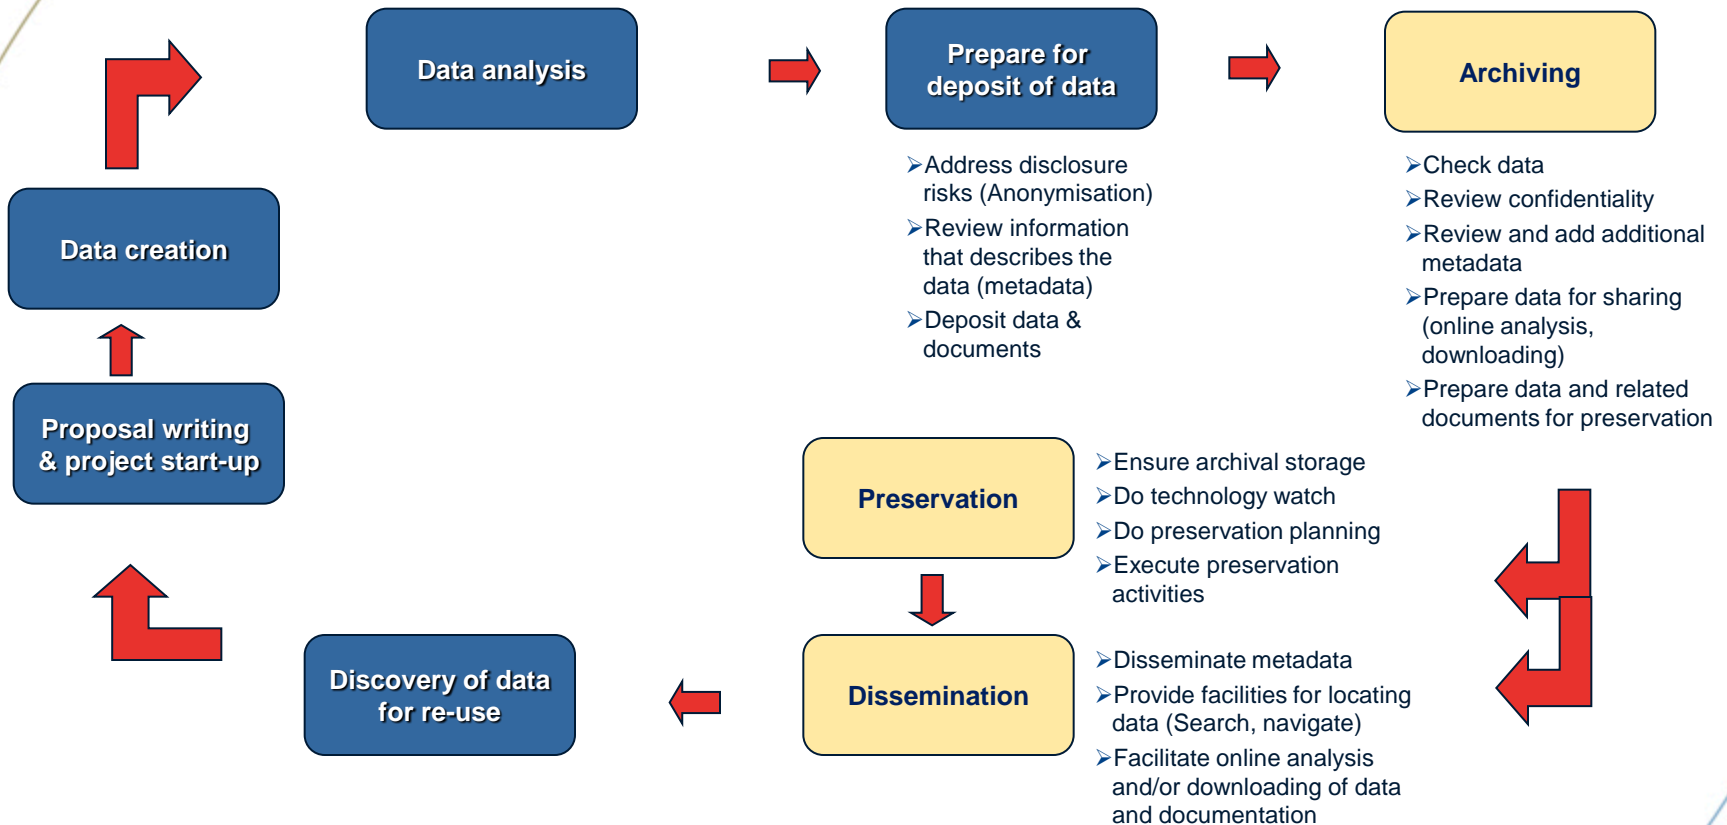 Data analysis
Prepare for
deposit of data
Archiving
➢Address disclosure
risks (Anonymisation)
➢Review information
that describes the
data (metadata)
➢Deposit data &
documents
➢Check data
➢Review confidentiality
➢Review and add additional
metadata
➢Prepare data for sharing
(online analysis,
downloading)
➢Prepare data and related
documents for preservation
Data creation
Proposal writing
& project start-up
Preservation
➢Ensure archival storage
➢Do technology watch
➢Do preservation planning
➢Execute preservation
activities
Discovery of data
for re-use
Dissemination
➢Disseminate metadata
➢Provide facilities for locating
data (Search, navigate)
➢Facilitate online analysis
and/or downloading of data
and documentation